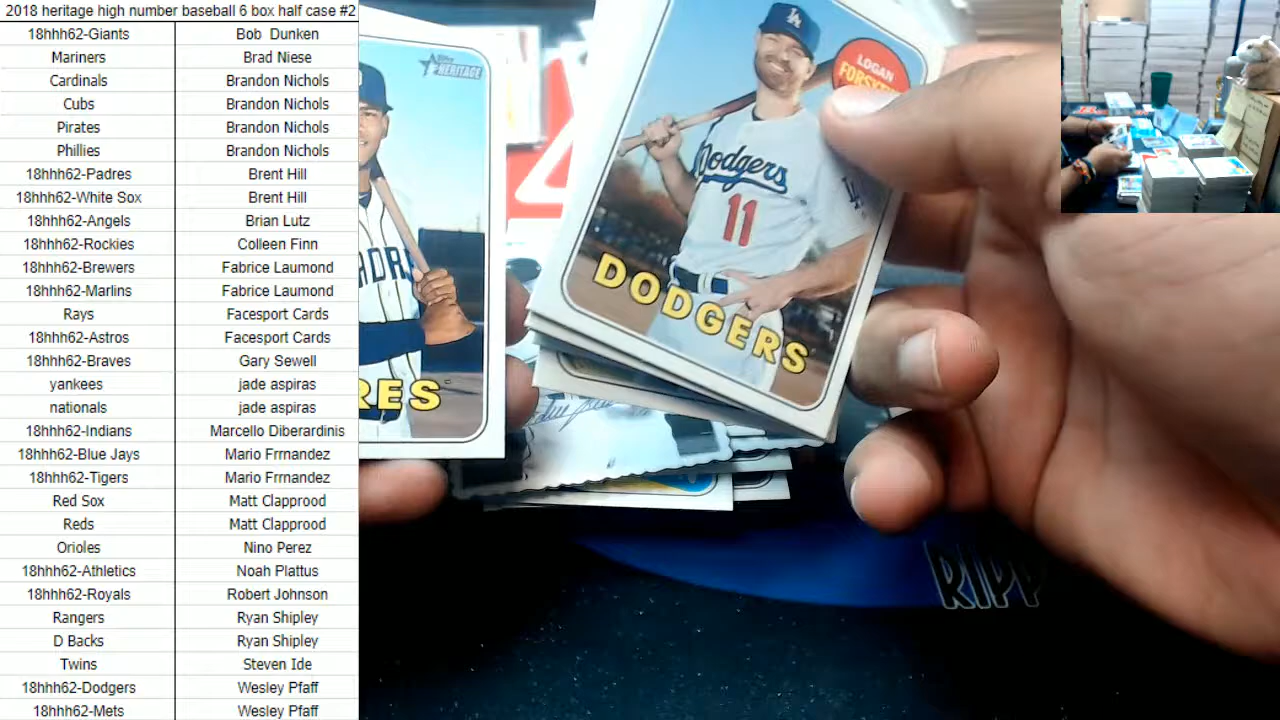 2018 heritage high number baseball 6 box half case #2
18hhh62-Giants Bob Dunken
Mariners Brad Niese
Cardinals Brandon Nichols
Cubs Brandon Nichols
Pirates Brandon Nichols
Phillies Brandon Nichols
18hhh62-Padres Brent Hill
18hhh62-White Sox Brent Hill
18hhh62-Angels Brian Lutz
18hhh62-Rockies Colleen Finn
18hhh62-Brewers Fabrice Laumond
18hhh62-Marlins Fabrice Laumond
Rays Facesport Cards
18hhh62-Astros Facesport Cards
18hhh62-Braves Gary Sewell
yankees jade aspiras
nationals jade aspiras
18hhh62-Indians Marcello Diberardinis
18hhh62-Blue Jays Mario Frrnandez
18hhh62-Tigers Mario Frrnandez
Red Sox Matt Clapprood
Reds Matt Clapprood
Orioles Nino Perez
18hhh62-Athletics Noah Plattus
18hhh62-Royals Robert Johnson
Rangers Ryan Shipley
D Backs Ryan Shipley
Twins Steven Ide
18hhh62-Dodgers Wesley Pfaff
18hhh62-Mets Wesley Pfaff
HERITAGE
ADR
RES
LA
LOGAN
Dodgers
11
LA
DODGERS
RIPP